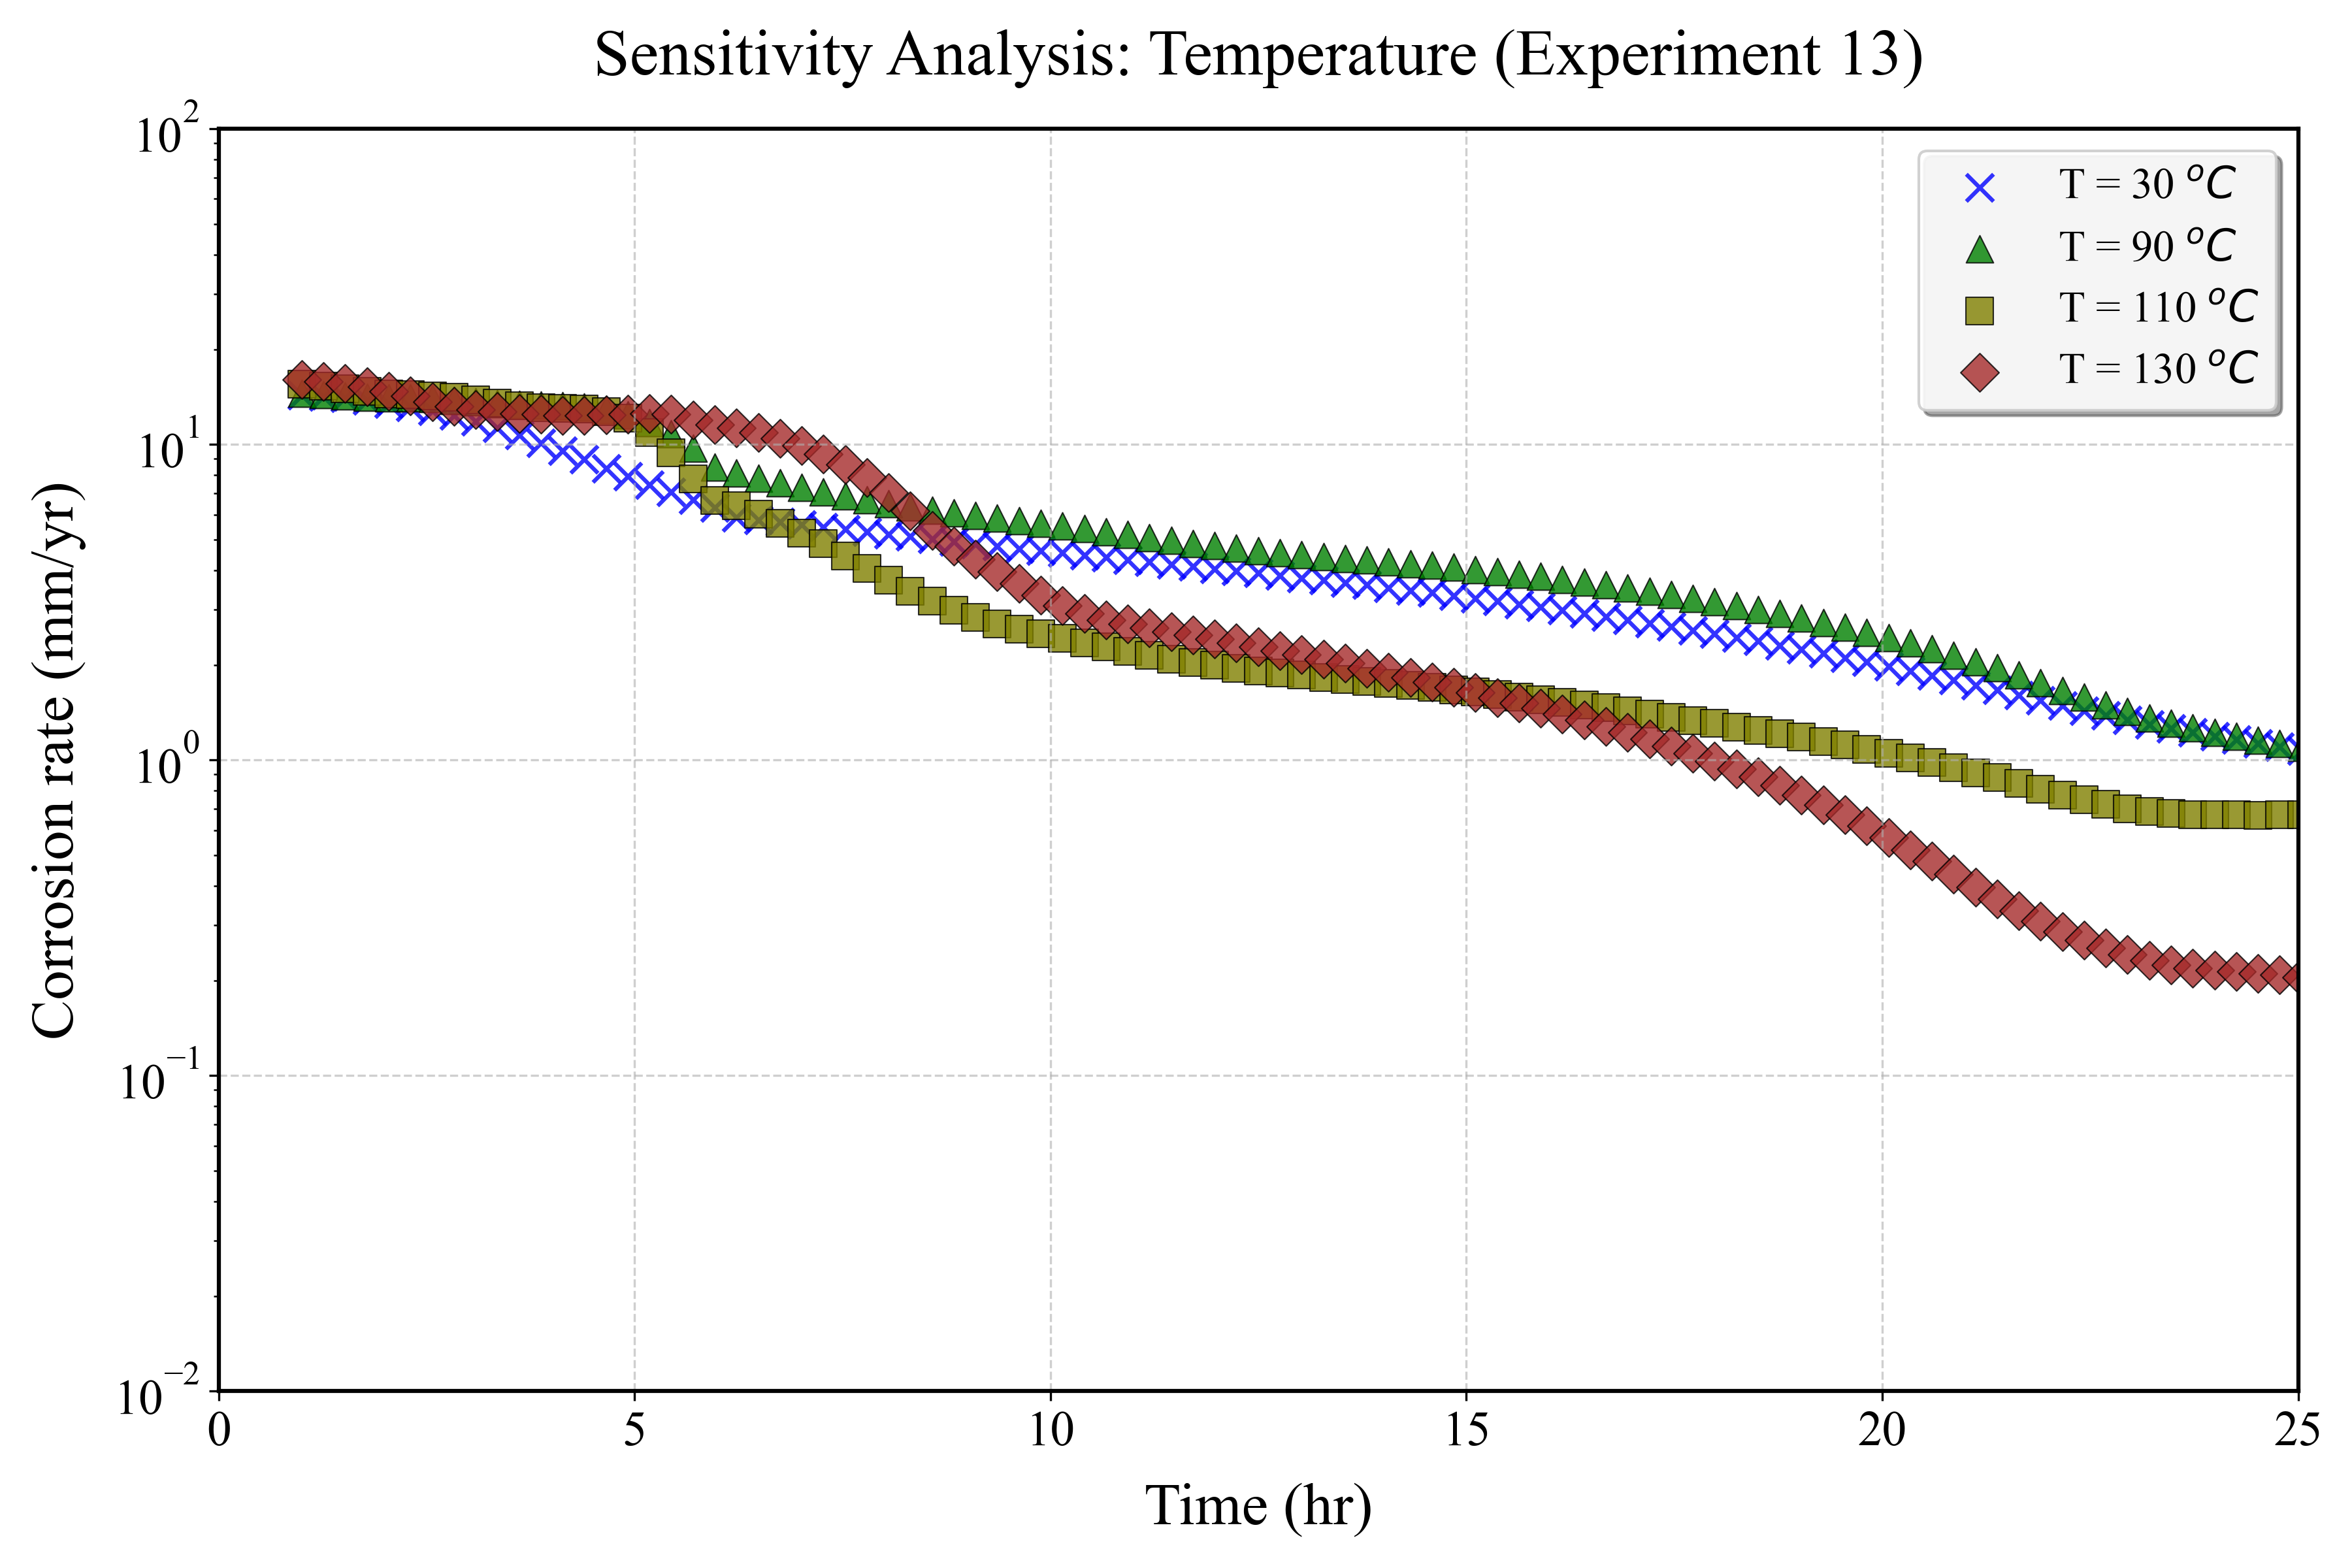 Sensitivity Analysis: Temperature (Experiment 13)
Corrosion rate (mm/yr)
10^2
10^1
10^0
10^−1
10^−2
T = 30 °C
T = 90 °C
T = 110 °C
T = 130 °C
0 5 10 15 20 25
Time (hr)